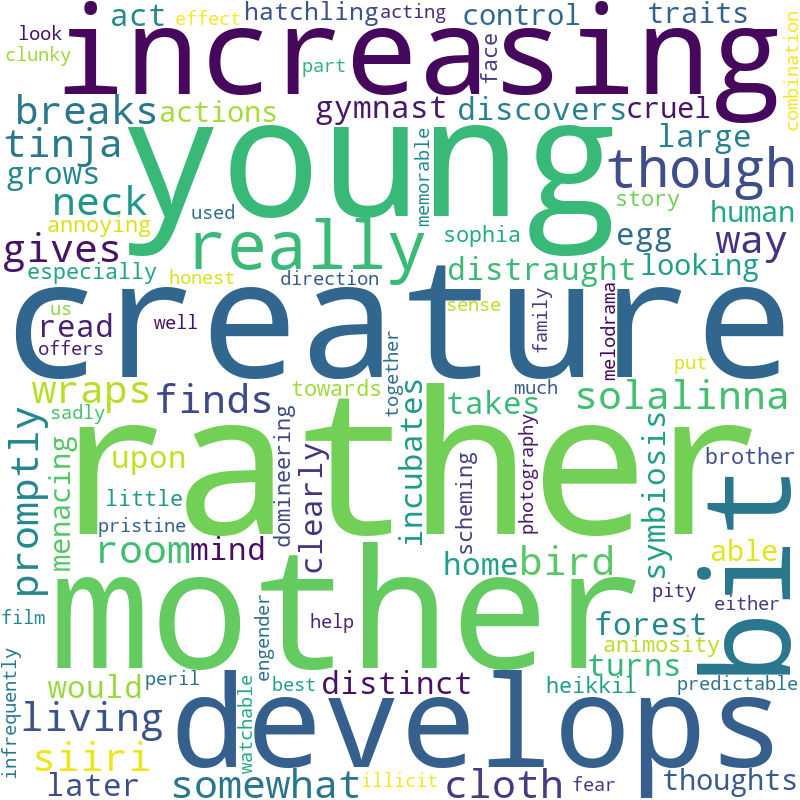 look
act
effect
hatchling
acting
control
traits
clunky
increasing
part
face
combination
breaks
actions
gymnast
discovers
cruel
tinja
young
memorable
large
though
grows
neck
used
story
human
annoying
really
sophia
egg
way
gives
especially
honest
direction
distraught
looking
us
creature
sense
read
well
family
melodrama
offers
together
put
wraps
finds
towards
much
solalinna
sadly
rather
takes
promptly
menacing
upon
domineering
clearly
incubates
scheming
photography
symbiosis
brother
bit
little
pristine
room
mind
home
bird
able
mother
pity
either
film
help
forest
animosity
engender
turns
infrequently
would
peril
best
distinct
heikkil
predictable
develops
watchable
living
siiri
later
somewhat
illicit
cloth
fear
thoughts